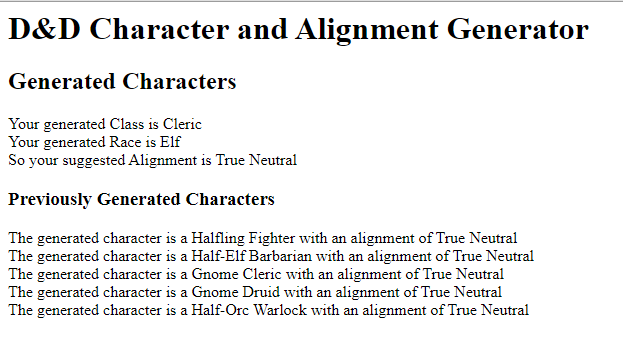 D&D Character and Alignment Generator
Generated Characters
Your generated Class is Cleric
Your generated Race is Elf
So your suggested Alignment is True Neutral
Previously Generated Characters
The generated character is a Halfling Fighter with an alignment of True Neutral
The generated character is a Half-Elf Barbarian with an alignment of True Neutral
The generated character is a Gnome Cleric with an alignment of True Neutral
The generated character is a Gnome Druid with an alignment of True Neutral
The generated character is a Half-Orc Warlock with an alignment of True Neutral